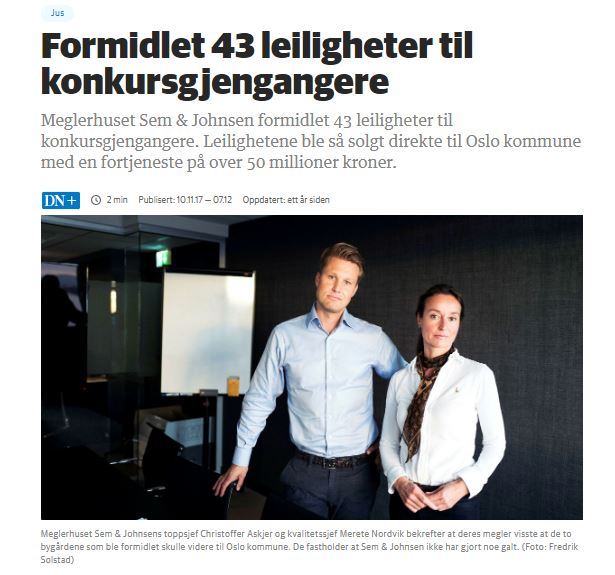 Jus
Formidlet 43 leiligheter til
konkursgjengangere
Meglerhuset Sem & Johnsen formidlet 43 leiligheter til
konkursgjengangere. Leilighetene ble så solgt direkte til Oslo kommune
med en fortjeneste på over 50 millioner kroner.
DN+ 2 min Publisert: 10.11.17 — 07.12 Oppdatert: ett år siden
Meglerhuset Sem & Johnsens toppsjef Christoffer Askjer og kvalitetssjef Merete Nordvik bekrefter at deres megler visste at de to
bygårdene som ble formidlet skulle videre til Oslo kommune. De fastholder at Sem & Johnsen ikke har gjort noe galt. (Foto: Fredrik
Solstad)